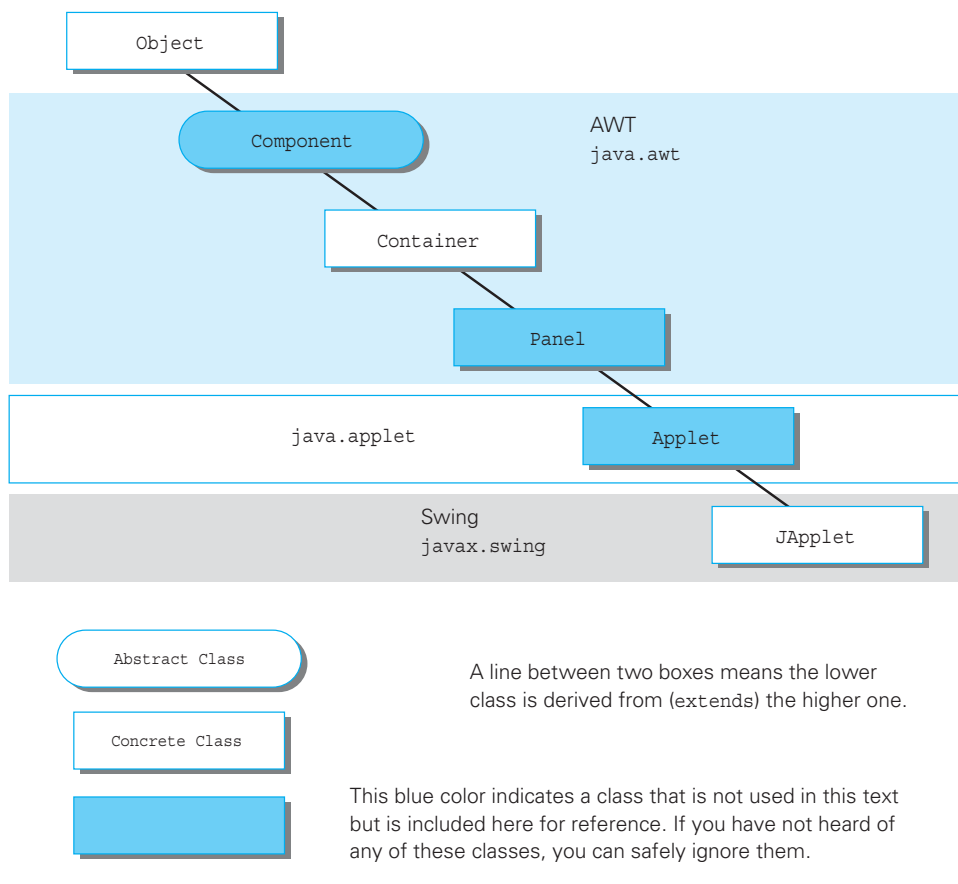 Object
Component
AWT
java.awt
Container
Panel
java.applet
Applet
Swing
javax.swing
JApplet
Abstract Class
A line between two boxes means the lower
class is derived from (extends) the higher one.
Concrete Class
This blue color indicates a class that is not used in this text
but is included here for reference. If you have not heard of
any of these classes, you can safely ignore them.